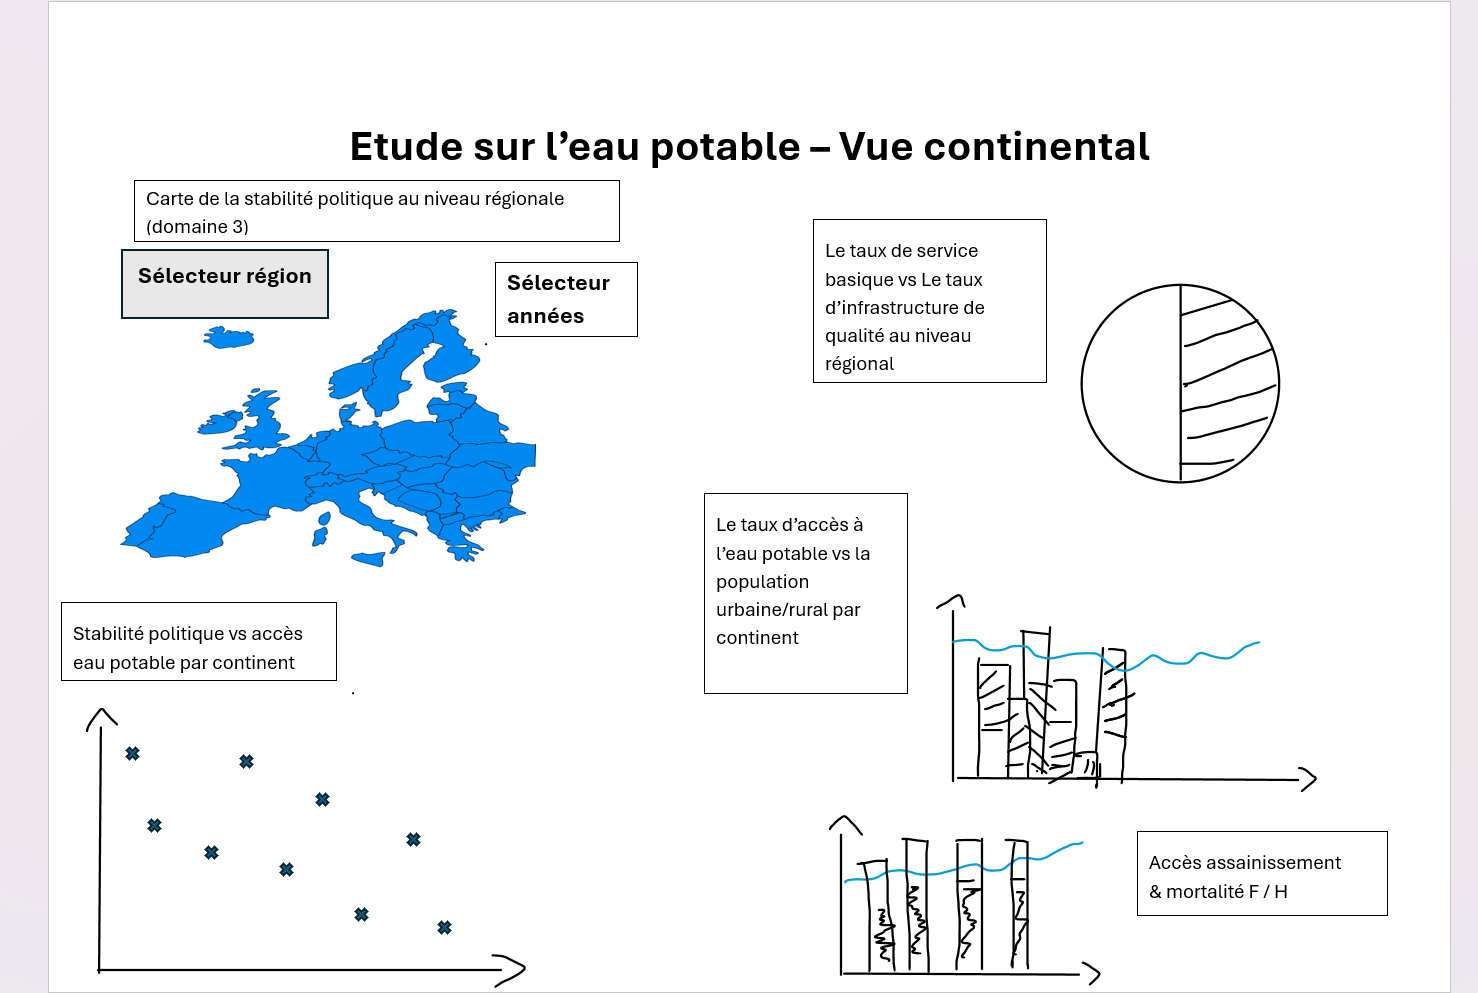 Etude sur l’eau potable – Vue continental
Carte de la stabilité politique au niveau régionale
(domaine 3)
Sélecteur région
Sélecteur
années
Le taux de service
basique vs Le taux
d’infrastructure de
qualité au niveau
régional
Le taux d’accès à
l’eau potable vs la
population
urbaine/rural par
continent
Stabilité politique vs accès
eau potable par continent
Accès assainissement
& mortalité F / H